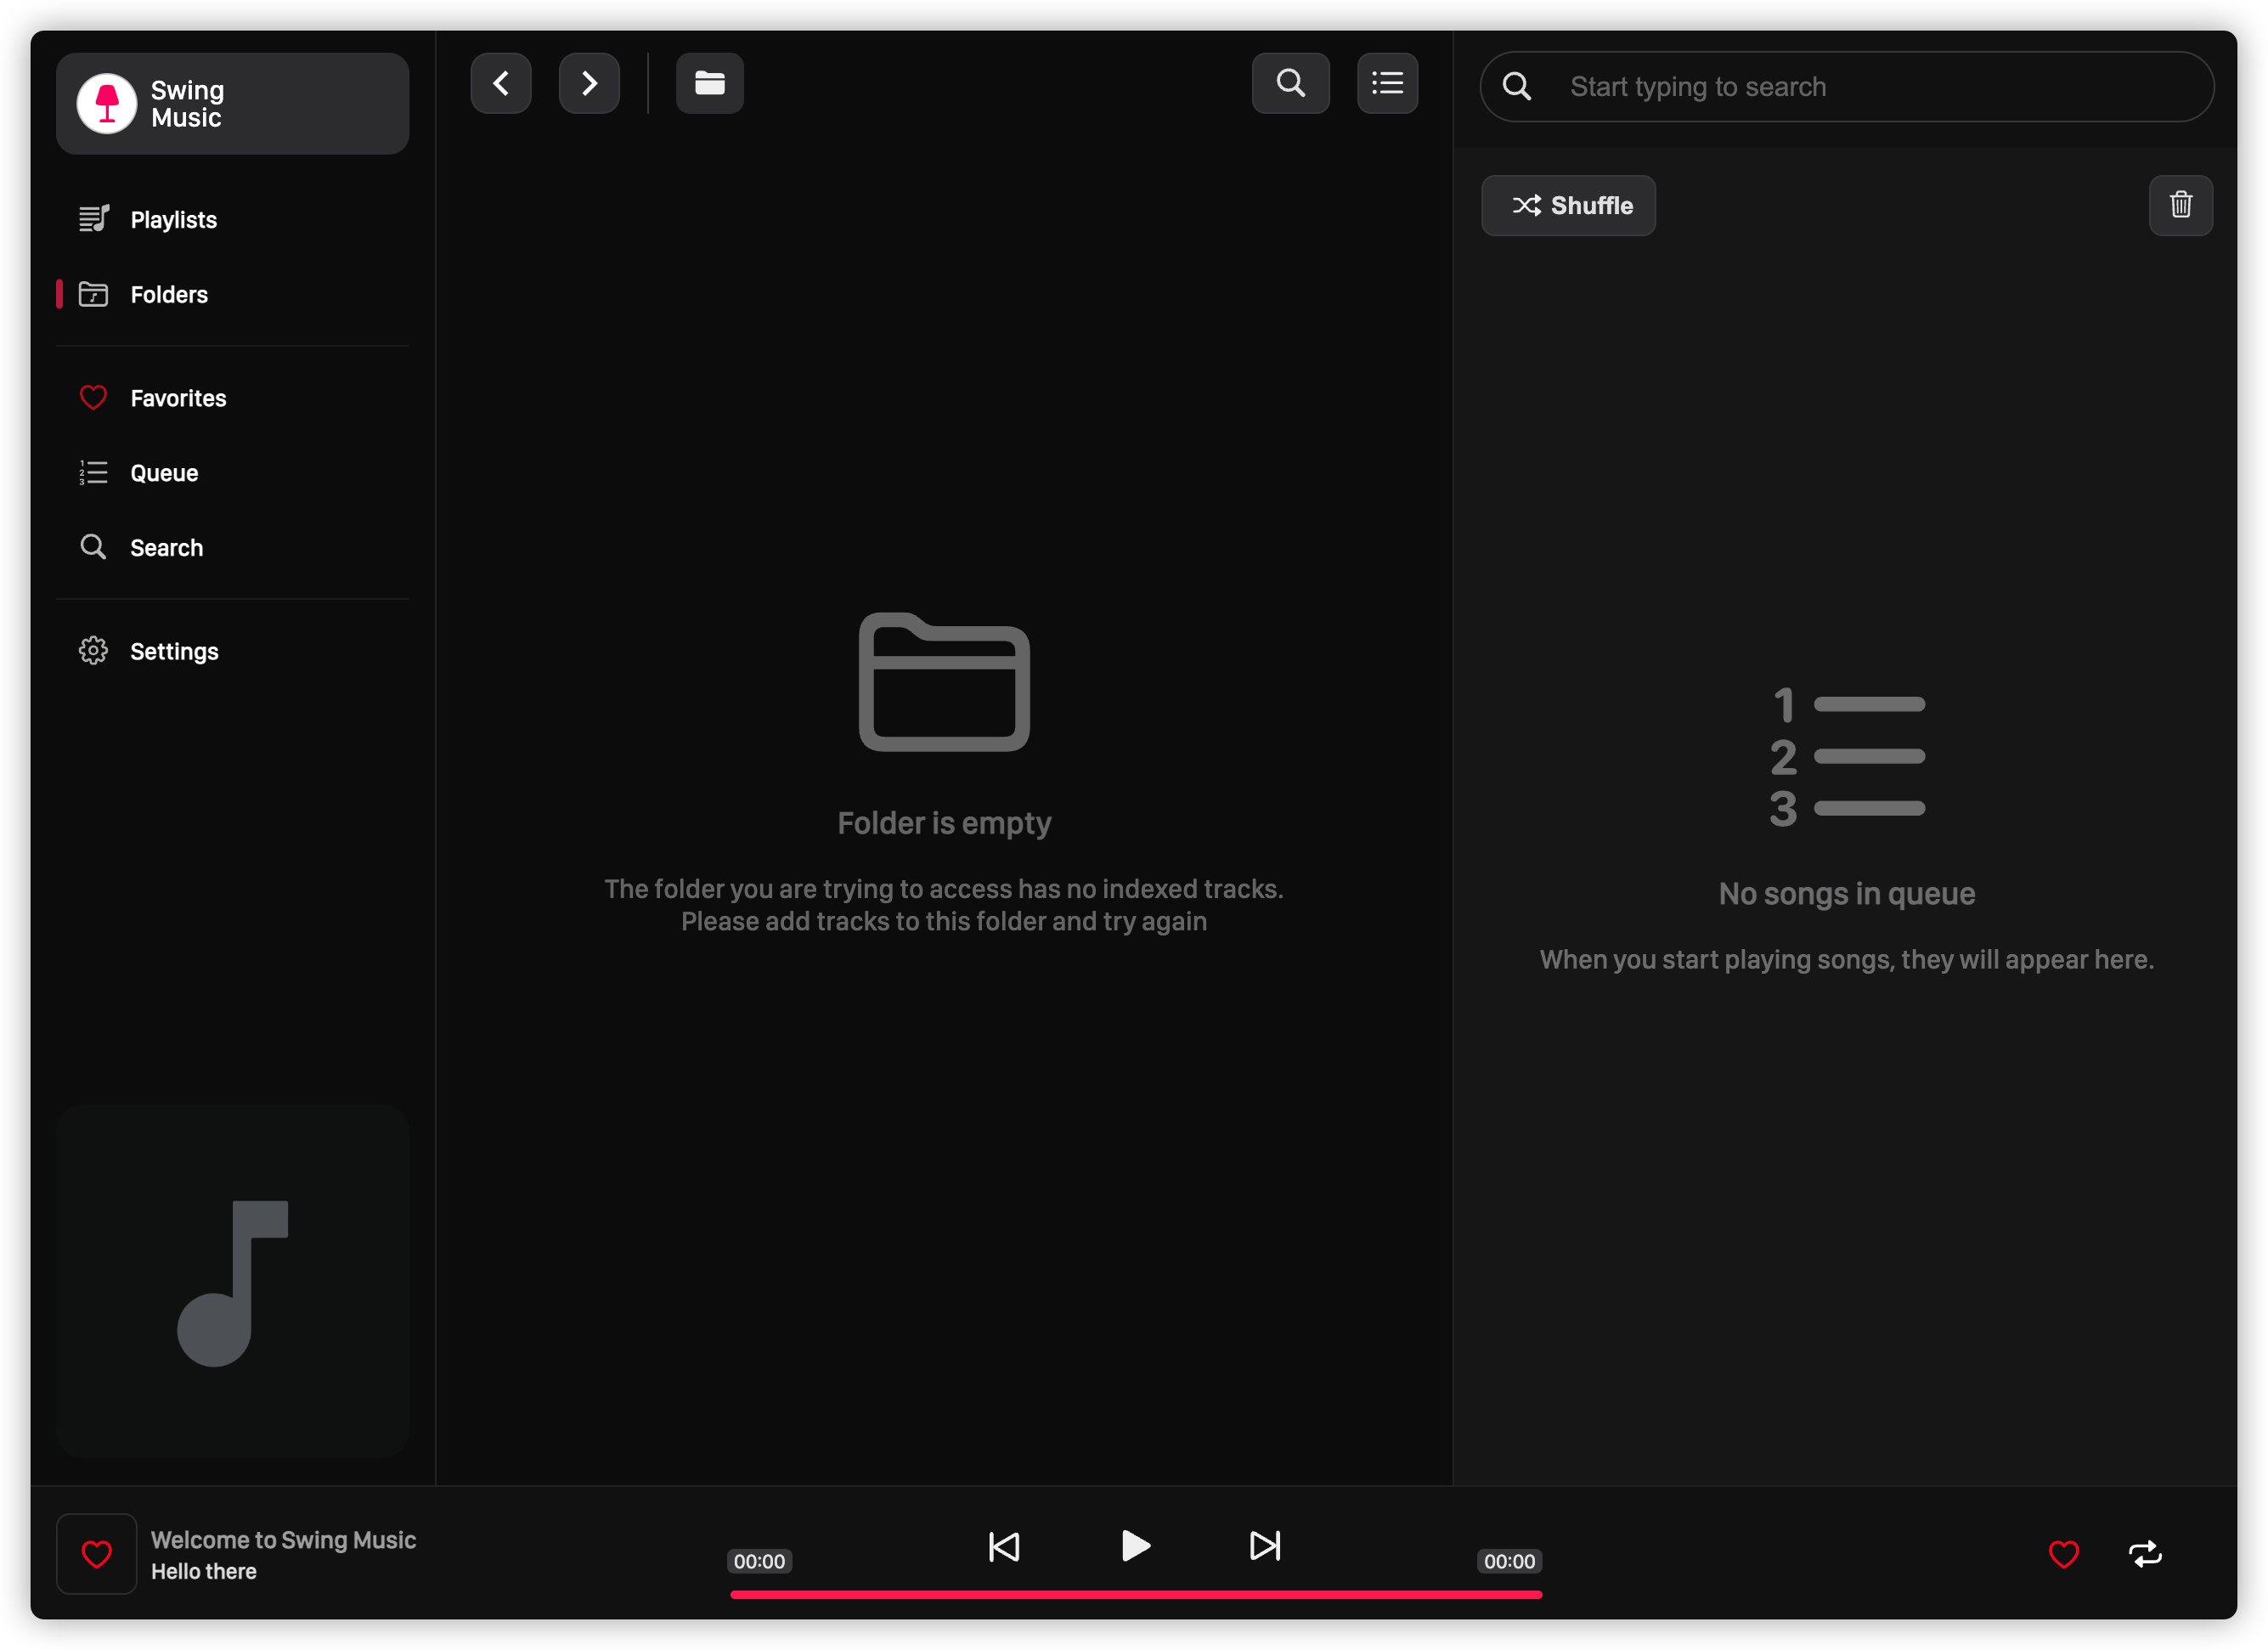 Swing
Music
Playlists
Folders
Favorites
Queue
Search
Settings
Folder is empty
The folder you are trying to access has no indexed tracks.
Please add tracks to this folder and try again
Start typing to search
Shuffle
1
2
3
No songs in queue
When you start playing songs, they will appear here.
Welcome to Swing Music
Hello there
00:00
00:00